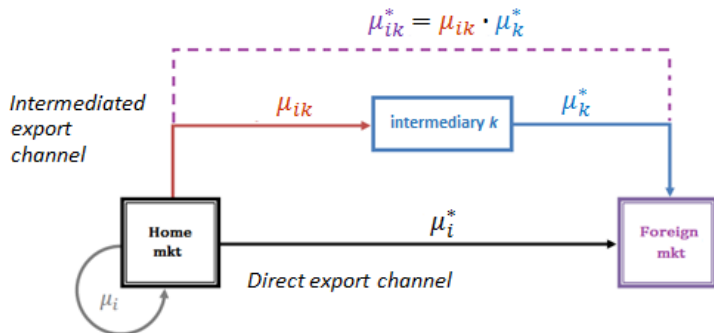 μ*ᵢₖ = μᵢₖ · μ*ₖ
Intermediated
export
channel
μᵢₖ
intermediary k
μ*ₖ
Home
mkt
μ*ᵢ
Foreign
mkt
Direct export channel
μᵢ